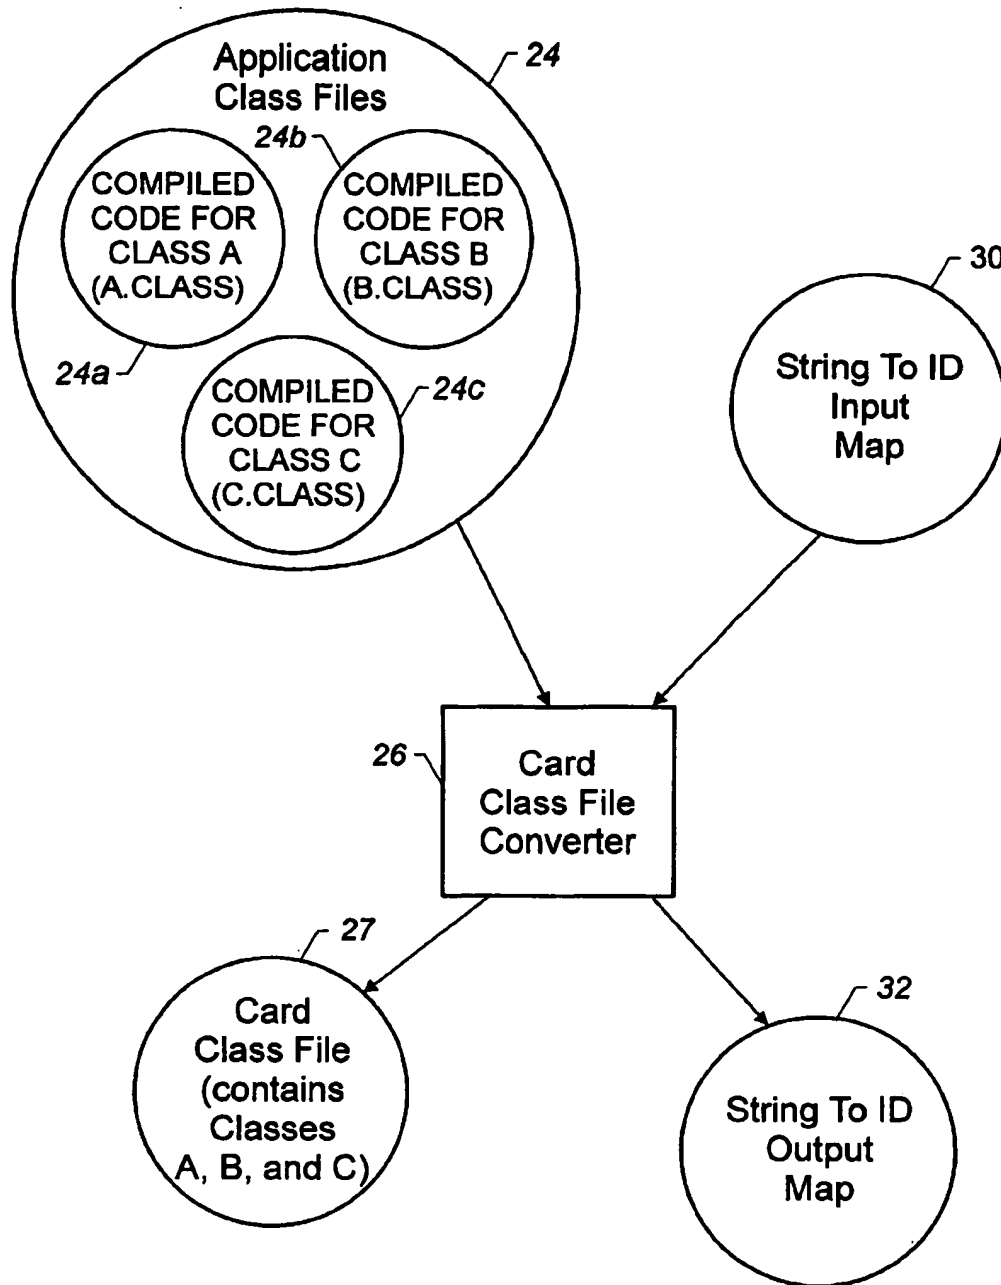 Application
Class Files
24
24b
COMPILED
CODE FOR
CLASS A
(A.CLASS)
COMPILED
CODE FOR
CLASS B
(B.CLASS)
24a
COMPILED
CODE FOR
CLASS C
(C.CLASS)
24c
30
String To ID
Input
Map
26
Card
Class File
Converter
27
Card
Class File
(contains
Classes
A, B, and C)
32
String To ID
Output
Map